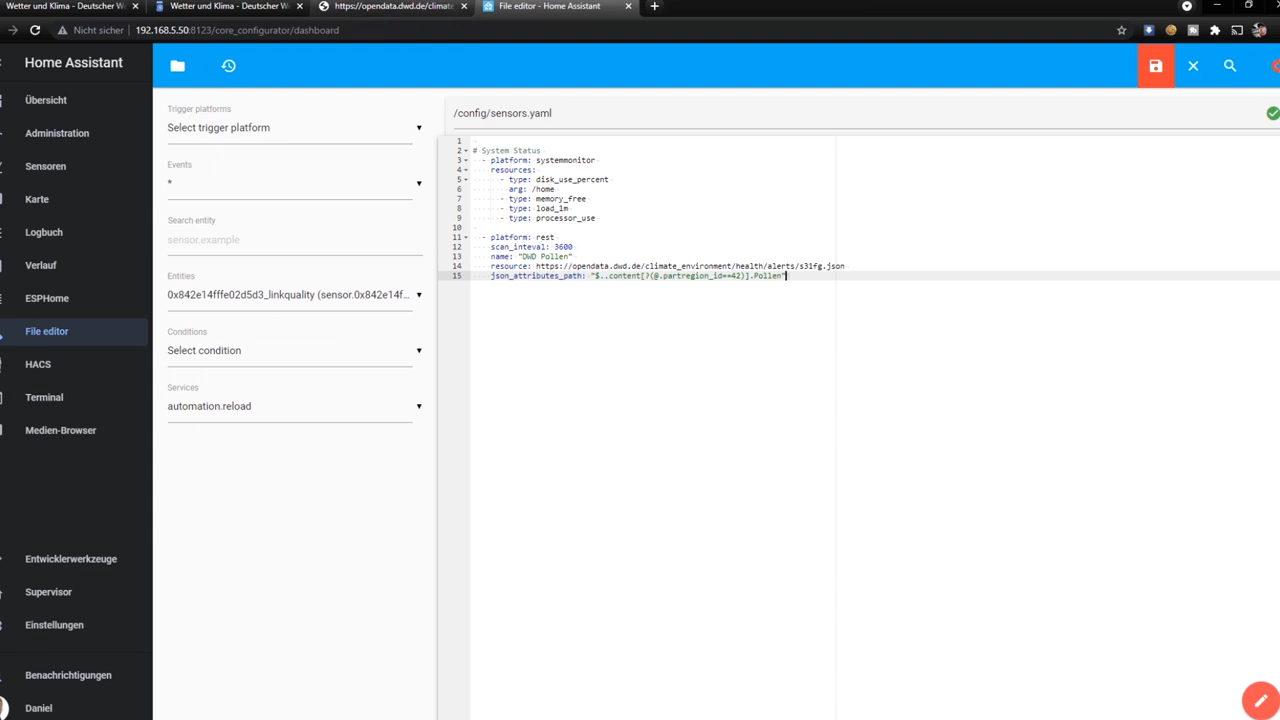 Wetter und Klima - Deutscher W
Wetter und Klima - Deutscher W
https://opendata.dwd.de/climate
File editor - Home Assistant
Nicht sicher
192.168.5.50:8123/core_configurator/dashboard
Home Assistant
Übersicht
Administration
Sensoren
Karte
Logbuch
Verlauf
ESPHome
File editor
HACS
Terminal
Medien-Browser
Entwicklerwerkzeuge
Supervisor
Einstellungen
Benachrichtigungen
Daniel
Trigger platforms
Select trigger platform
Events
*
Search entity
sensor.example
Entities
0x842e14fffe02d5d3_linkquality (sensor.0x842e14f...
Conditions
Select condition
Services
automation.reload
/config/sensors.yaml
1
2 # System Status
3 - platform: systemmonitor
4 resources:
5 - type: disk_use_percent
6 arg: /home
7 - type: memory_free
8 - type: load_1m
9 - type: processor_use
10
11 - platform: rest
12 scan_inteval: 3600
13 name: "DWD Pollen"
14 resource: https://opendata.dwd.de/climate_environment/health/alerts/s31fg.json
15 json_attributes_path: "$..content[?(@.partregion_id==42)].Pollen"